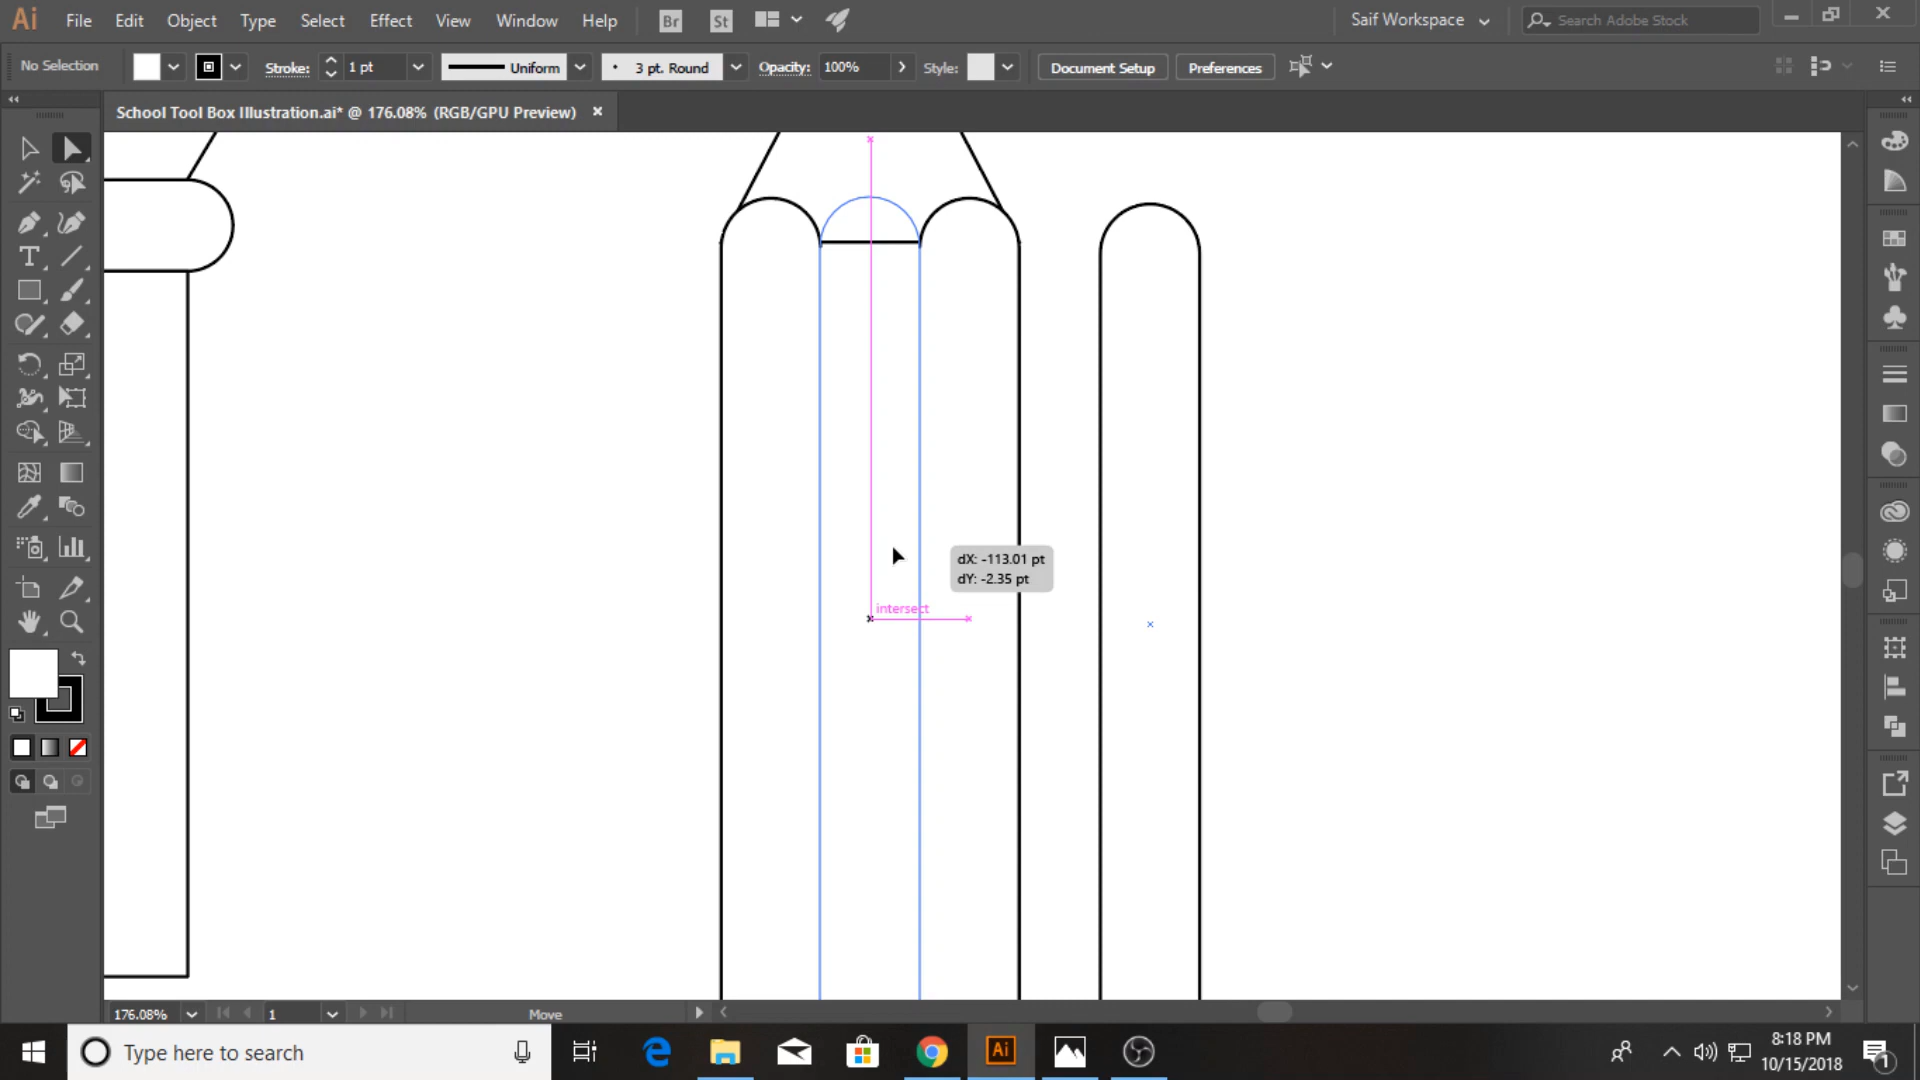 Ai File Edit Object Type Select Effect View Window Help Br St Saif Workspace Search Adobe Stock
No Selection Stroke: 1 pt Uniform 3 pt. Round Opacity: 100% Style: Document Setup Preferences
School Tool Box Illustration.ai* @ 176.08% (RGB/GPU Preview)
dX: -113.01 pt
dY: -2.35 pt
intersect
176.08% 1 Move
Type here to search
Ai
8:18 PM
10/15/2018
1